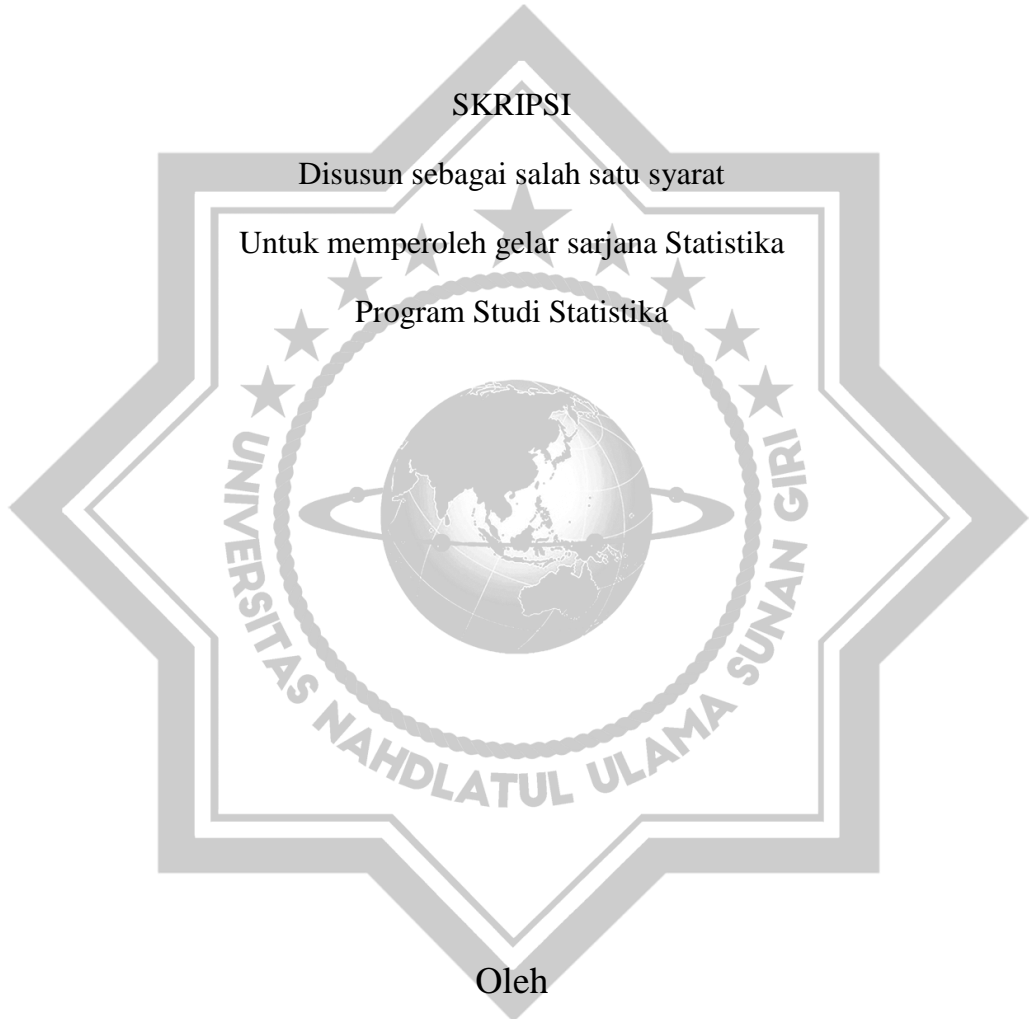 SKRIPSI
Disusun sebagai salah satu syarat
Untuk memperoleh gelar sarjana Statistika
Program Studi Statistika
UNIVERSITAS NAHDLATUL ULAMA SUNAN GIRI
Oleh